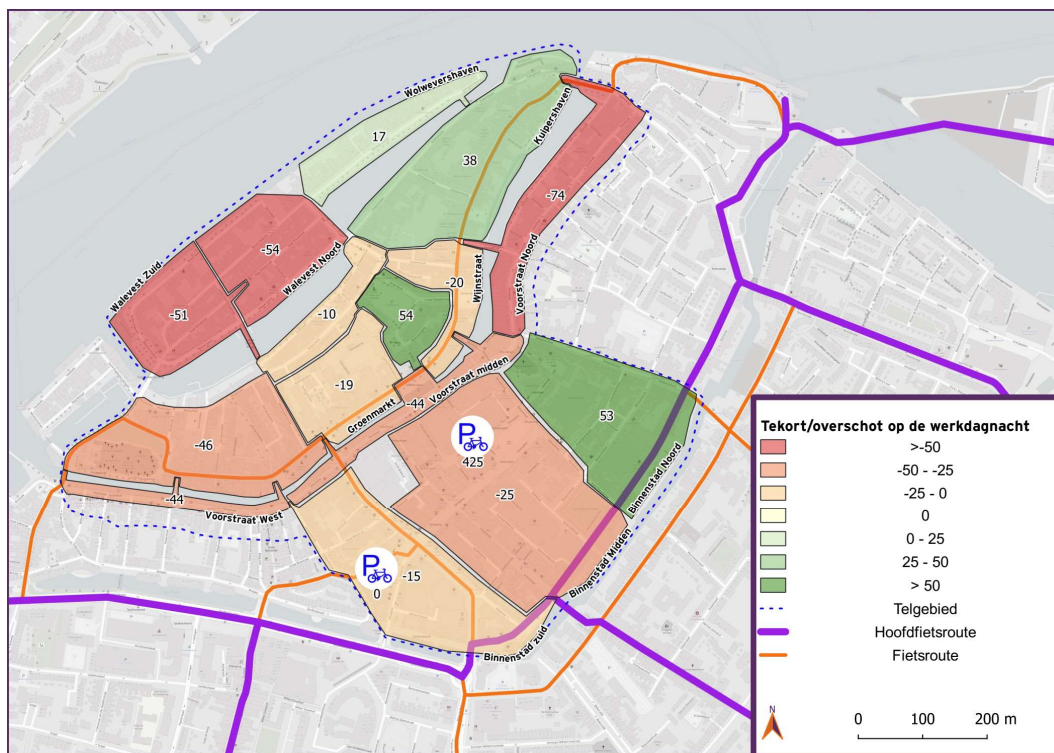 Wolwevershaven
17
38
Kuipershaven
-74
Voorstraat Noord
-54
Walevest Noord
Walevest Zuid
-51
-20
Wijnstraat
-10
54
-19
Groenmarkt
-44
Voorstraat midden
53
Binnenstad Noord
-46
-44
Voorstraat West
P
425
-25
Binnenstad Midden
P
-15
0
Binnenstad zuid
Tekort/overschot op de werkdagnacht
>-50
-50 - -25
-25 - 0
0
0 - 25
25 - 50
> 50
Telgebied
Hoofdfietsroute
Fietsroute
N
0 100 200 m